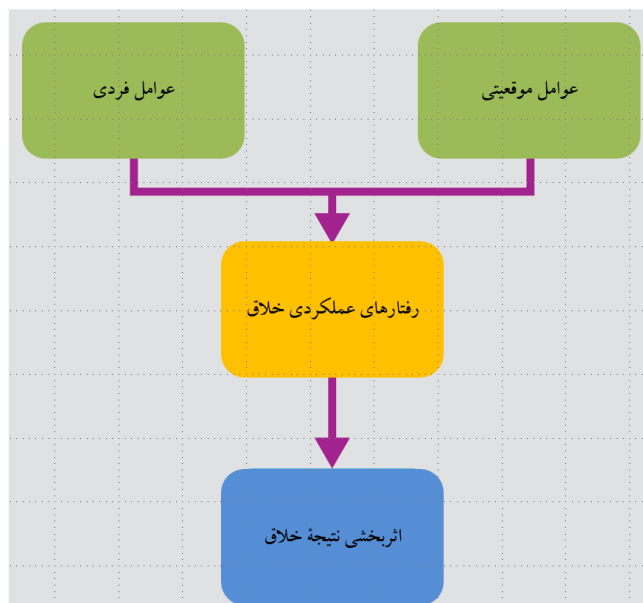 عوامل موقعیتی
عوامل فردی
رفتارهای عملکردی خلاق
اثربخشی نتیجهٔ خلاق